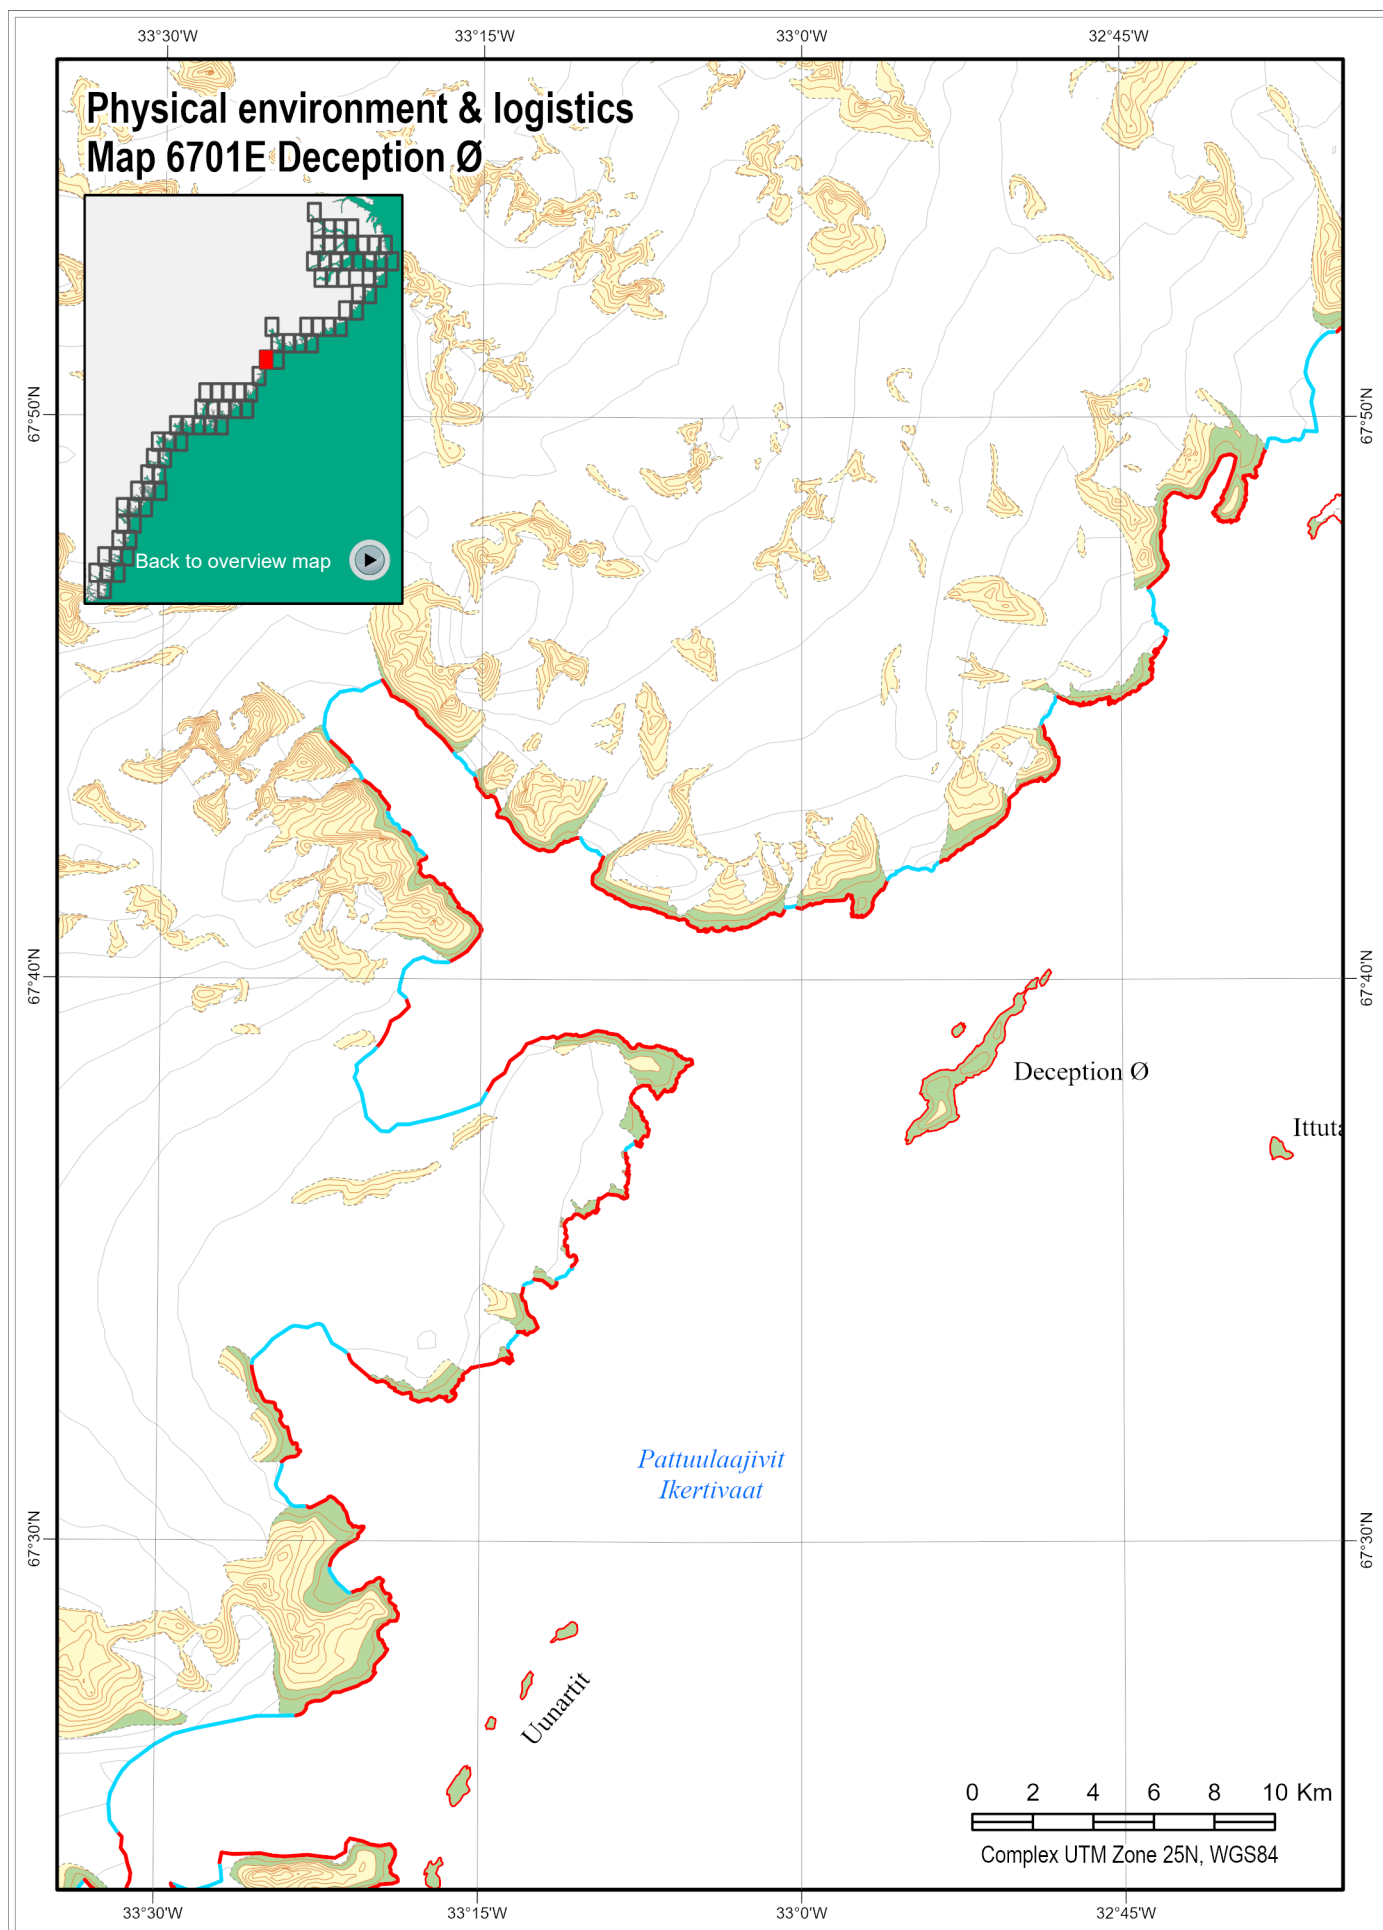 33°30'W 33°15'W 33°0'W 32°45'W
Physical environment & logistics
Map 6701E Deception Ø
Back to overview map
67°50'N 67°50'N
67°40'N 67°40'N
Deception Ø
Ittuta
Pattuulaajivit
Ikertivaat
67°30'N 67°30'N
Uunartit
0 2 4 6 8 10 Km
Complex UTM Zone 25N, WGS84
33°30'W 33°15'W 33°0'W 32°45'W